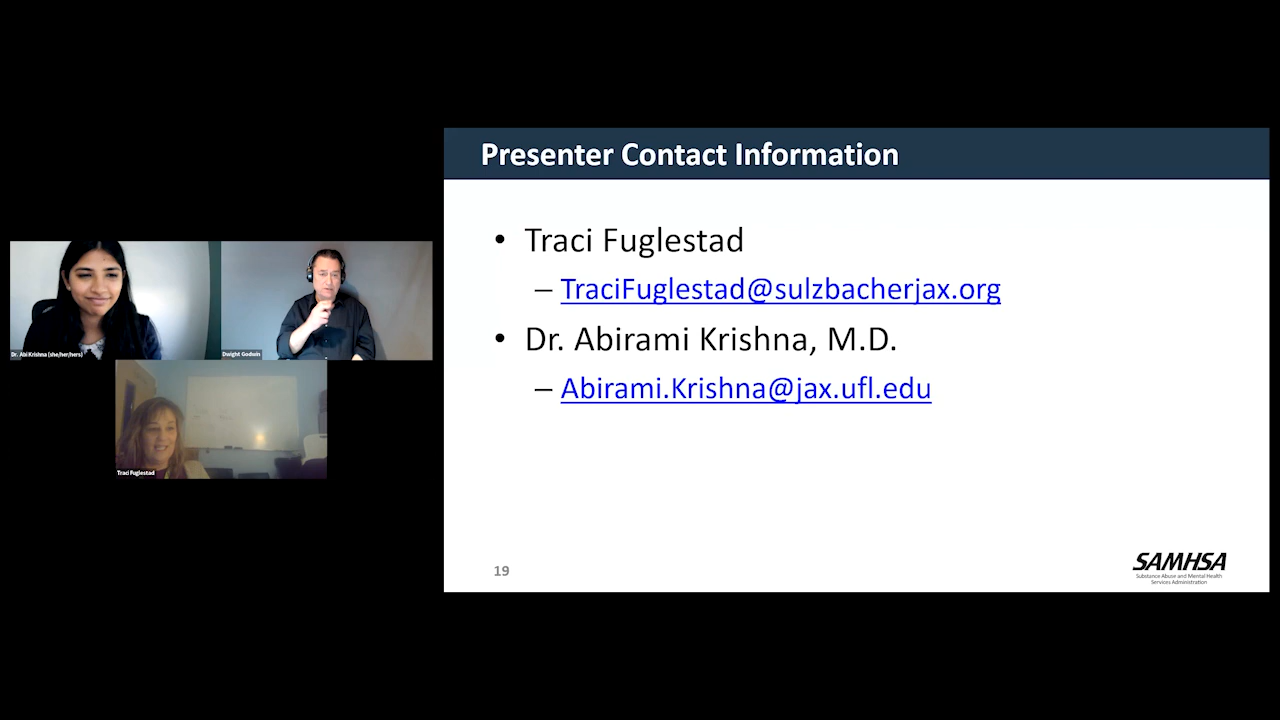 Presenter Contact Information
• Traci Fuglestad
– TraciFuglestad@sulzbacherjax.org
• Dr. Abirami Krishna, M.D.
– Abirami.Krishna@jax.ufl.edu
Dr. Abi Krishna (she/her/hers)
Dwight Godwin
Traci Fuglestad
19
SAMHSA
Substance Abuse and Mental Health
Services Administration